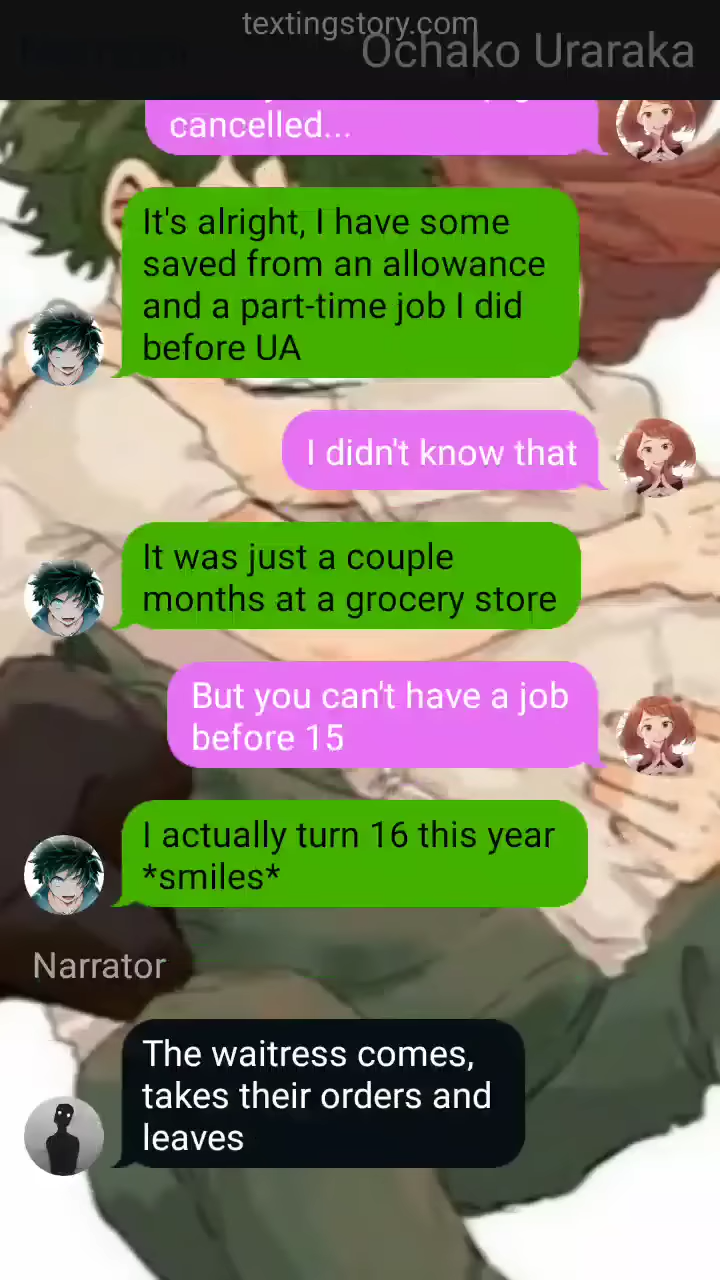 textingstory.com
Ochako Uraraka
cancelled...
It's alright, I have some
saved from an allowance
and a part-time job I did
before UA
I didn't know that
It was just a couple
months at a grocery store
But you can't have a job
before 15
I actually turn 16 this year
*smiles*
Narrator
The waitress comes,
takes their orders and
leaves